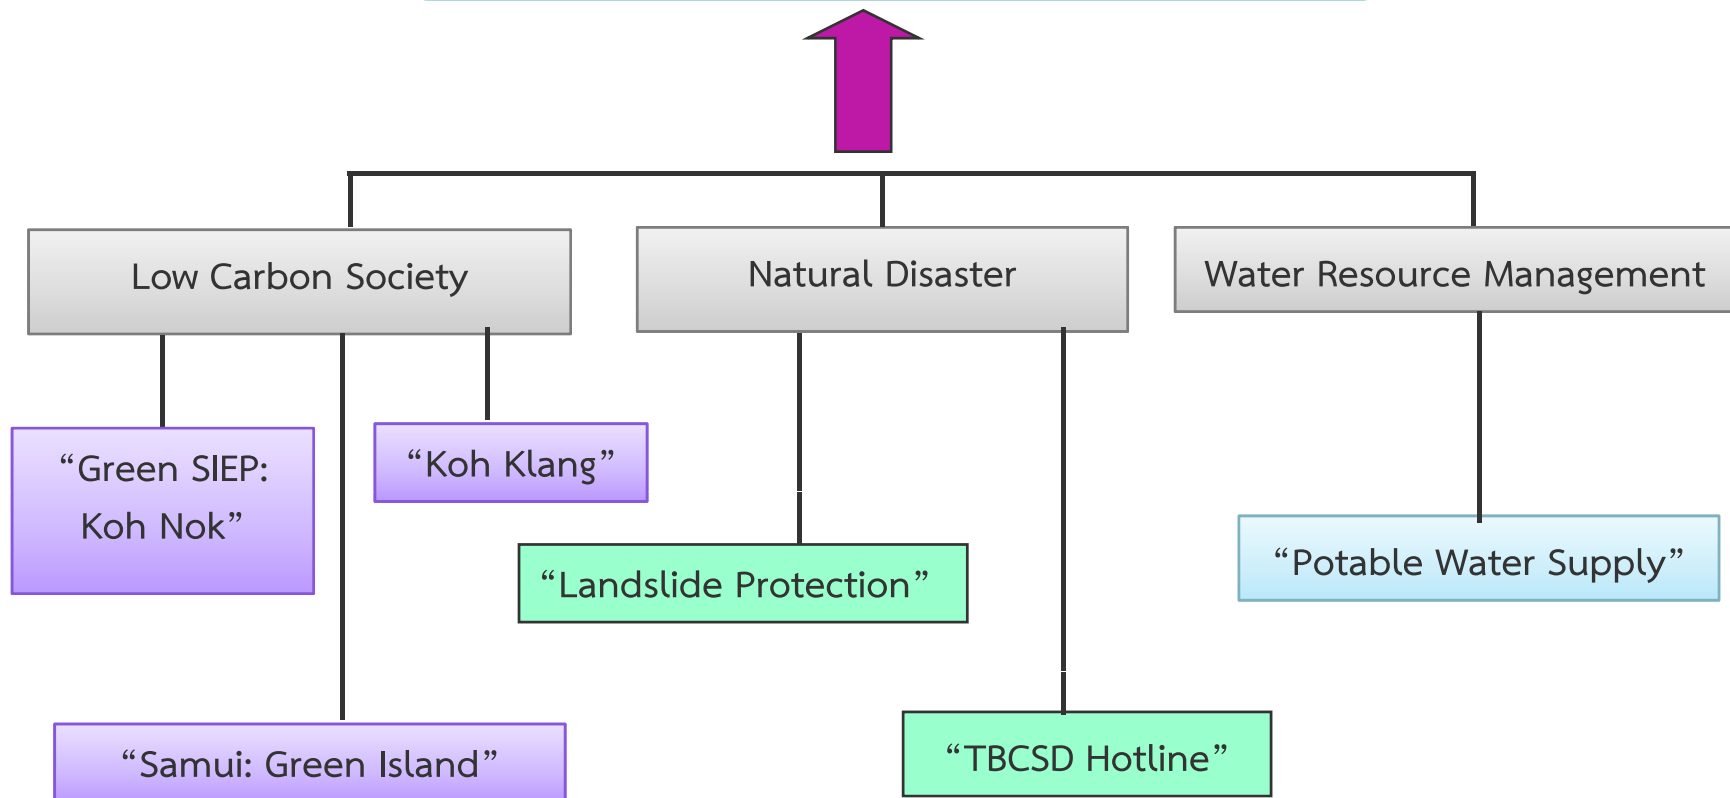 Low Carbon Society
Natural Disaster
Water Resource Management
“Green SIEP:
Koh Nok”
“Koh Klang”
“Landslide Protection”
“Potable Water Supply”
“Samui: Green Island”
“TBCSD Hotline”